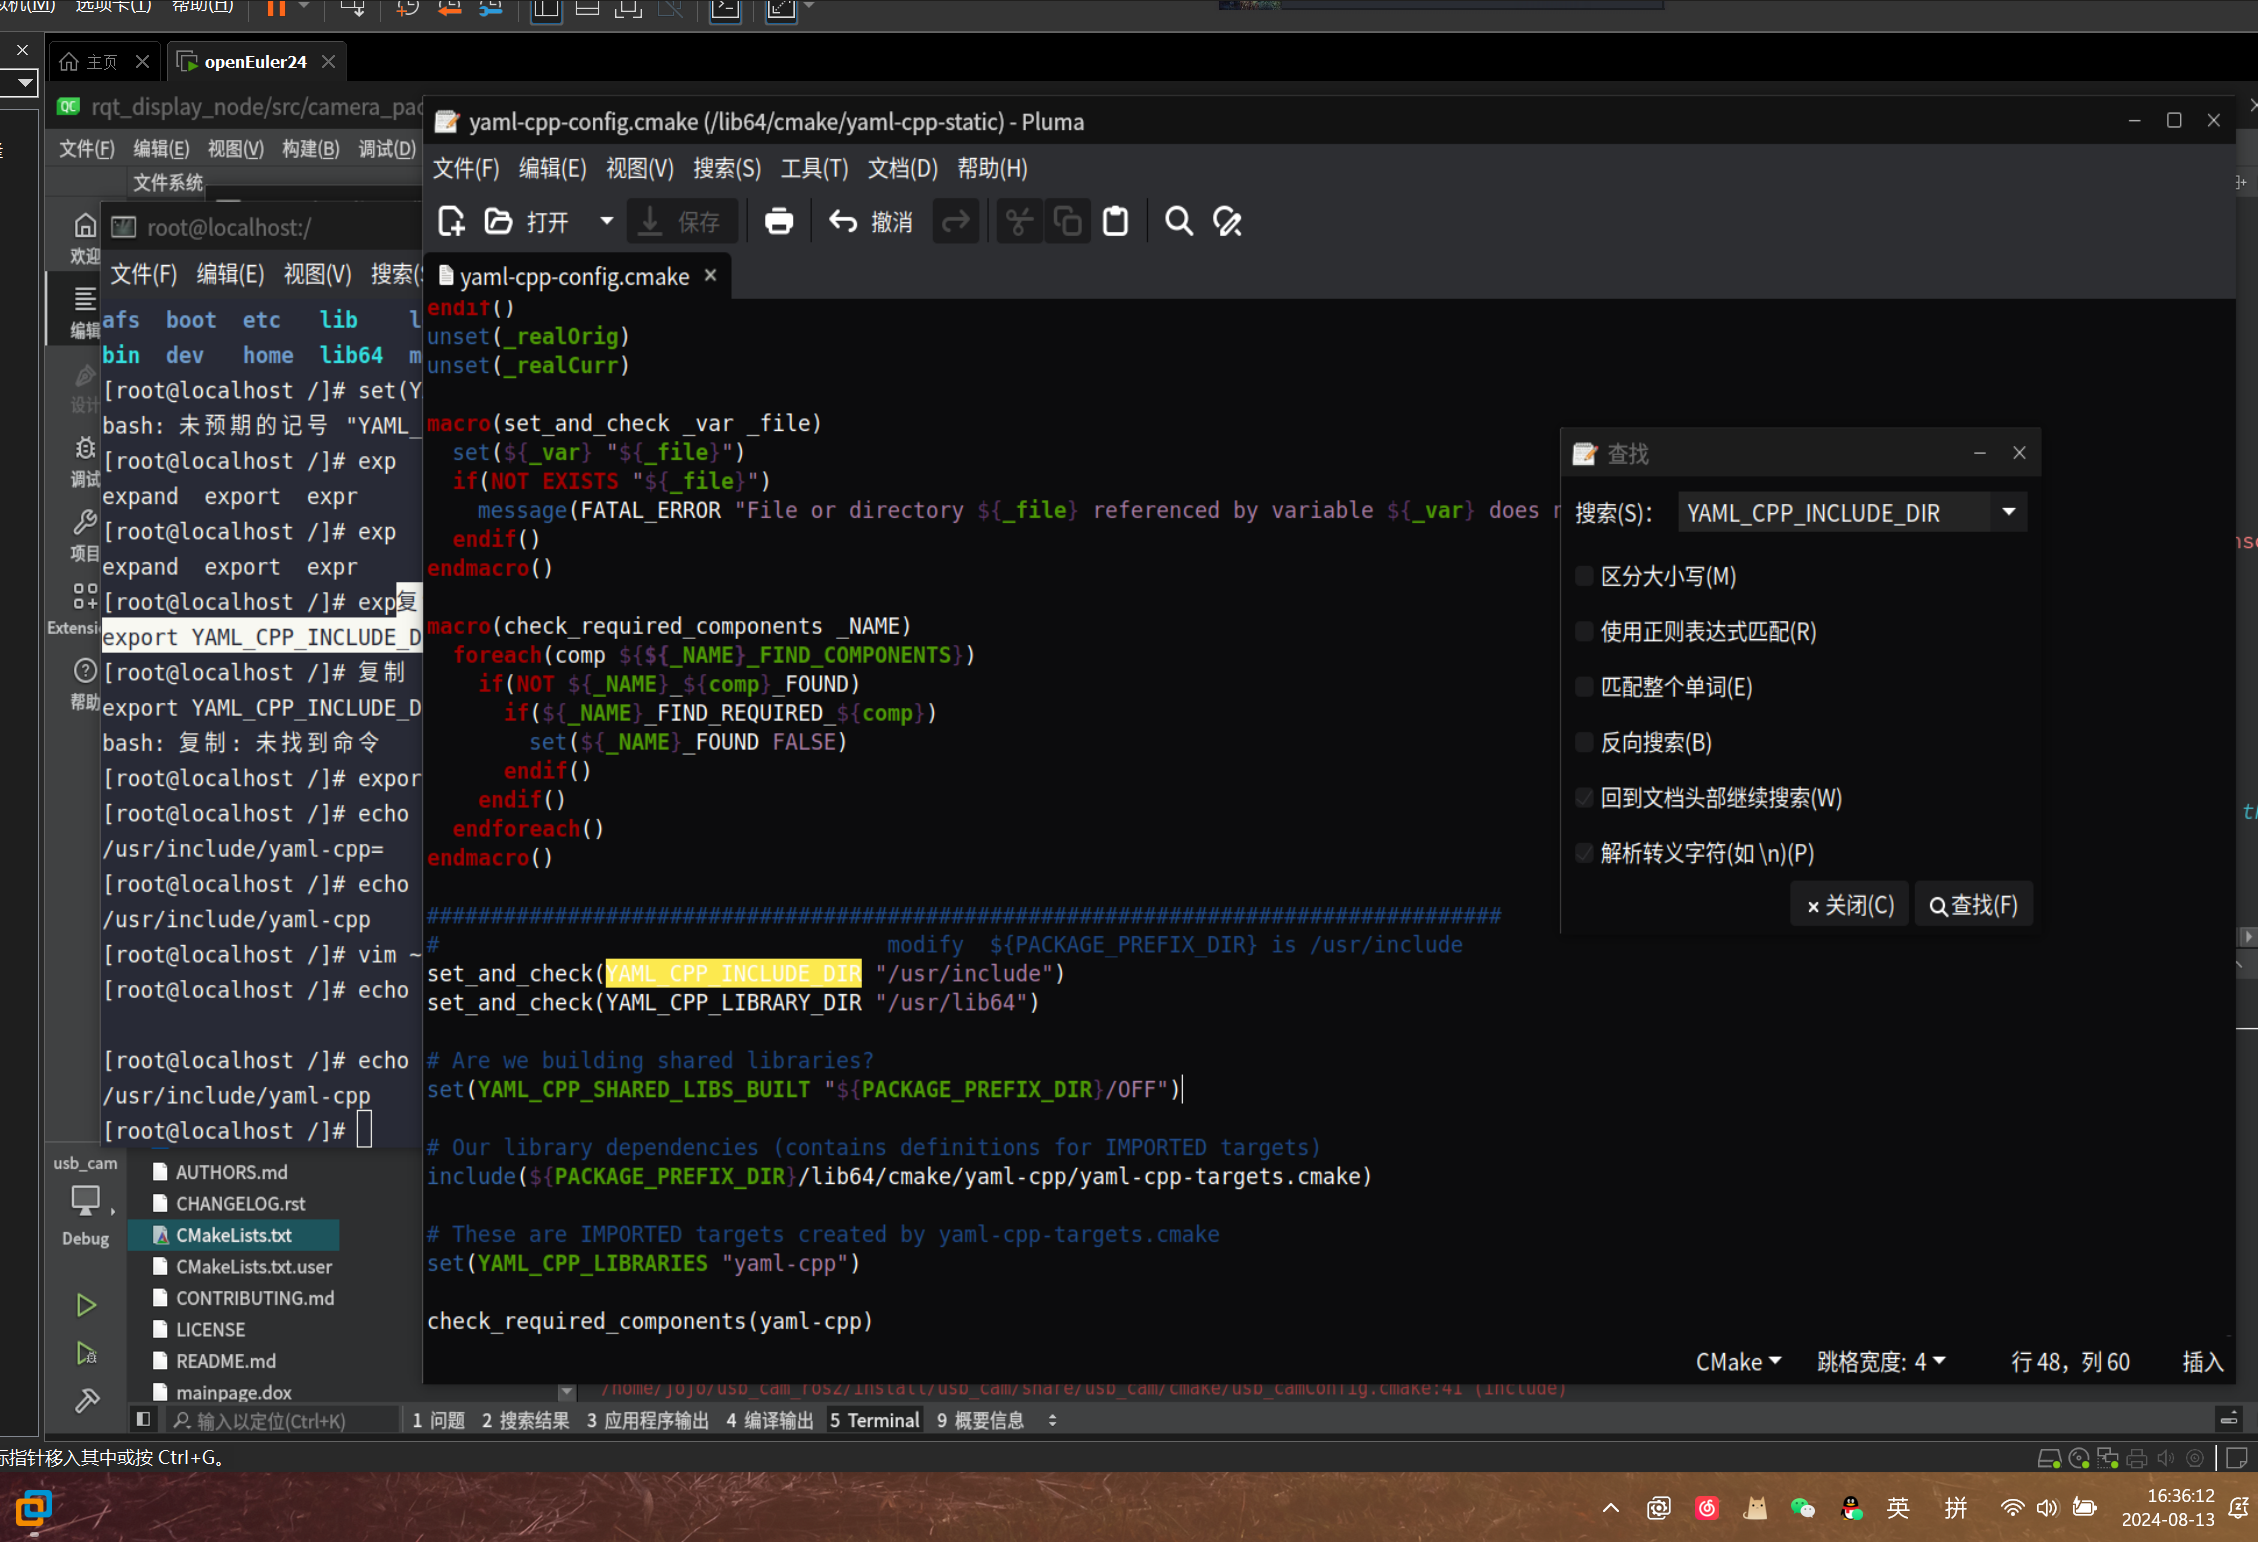 选项卡(T) 帮助(H)
主页
openEuler24
rqt_display_node/src/camera_pac
文件(F) 编辑(E) 视图(V) 构建(B) 调试(D)
文件系统
欢迎
编辑
设计
调试
项目
Extensi
帮助
root@localhost:/
文件(F) 编辑(E) 视图(V) 搜索(S
afs boot etc lib l
bin dev home lib64 m
[root@localhost /]# set(Y
bash: 未预期的记号 "YAML_
[root@localhost /]# exp
expand export expr
[root@localhost /]# exp
expand export expr
[root@localhost /]# exp复
export YAML_CPP_INCLUDE_D
[root@localhost /]# 复制
export YAML_CPP_INCLUDE_D
bash: 复制: 未找到命令
[root@localhost /]# expor
[root@localhost /]# echo
/usr/include/yaml-cpp=
[root@localhost /]# echo
/usr/include/yaml-cpp
[root@localhost /]# vim ~
[root@localhost /]# echo
[root@localhost /]# echo
/usr/include/yaml-cpp
[root@localhost /]#
yaml-cpp-config.cmake (/lib64/cmake/yaml-cpp-static) - Pluma
文件(F) 编辑(E) 视图(V) 搜索(S) 工具(T) 文档(D) 帮助(H)
打开 保存 撤消
yaml-cpp-config.cmake
endif()
unset(_realOrig)
unset(_realCurr)
macro(set_and_check _var _file)
set(${_var} "${_file}")
if(NOT EXISTS "${_file}")
message(FATAL_ERROR "File or directory ${_file} referenced by variable ${_var} does n
endif()
endmacro()
macro(check_required_components _NAME)
foreach(comp ${${_NAME}_FIND_COMPONENTS})
if(NOT ${_NAME}_${comp}_FOUND)
if(${_NAME}_FIND_REQUIRED_${comp})
set(${_NAME}_FOUND FALSE)
endif()
endif()
endforeach()
endmacro()
####################################################################################
# modify ${PACKAGE_PREFIX_DIR} is /usr/include
set_and_check(YAML_CPP_INCLUDE_DIR "/usr/include")
set_and_check(YAML_CPP_LIBRARY_DIR "/usr/lib64")
# Are we building shared libraries?
set(YAML_CPP_SHARED_LIBS_BUILT "${PACKAGE_PREFIX_DIR}/OFF")
# Our library dependencies (contains definitions for IMPORTED targets)
include(${PACKAGE_PREFIX_DIR}/lib64/cmake/yaml-cpp/yaml-cpp-targets.cmake)
# These are IMPORTED targets created by yaml-cpp-targets.cmake
set(YAML_CPP_LIBRARIES "yaml-cpp")
check_required_components(yaml-cpp)
CMake 跳格宽度: 4 行 48，列 60 插入
查找
搜索(S): YAML_CPP_INCLUDE_DIR
区分大小写(M)
使用正则表达式匹配(R)
匹配整个单词(E)
反向搜索(B)
回到文档头部继续搜索(W)
解析转义字符(如 \n)(P)
关闭(C) 查找(F)
usb_cam
Debug
AUTHORS.md
CHANGELOG.rst
CMakeLists.txt
CMakeLists.txt.user
CONTRIBUTING.md
LICENSE
README.md
mainpage.dox
/home/jojo/usb_cam_ros2/install/usb_cam/share/usb_cam/cmake/usb_camConfig.cmake:41 (include)
输入以定位(Ctrl+K) 1 问题 2 搜索结果 3 应用程序输出 4 编译输出 5 Terminal 9 概要信息
标指针移入其中或按 Ctrl+G。
英 拼
16:36:12
2024-08-13